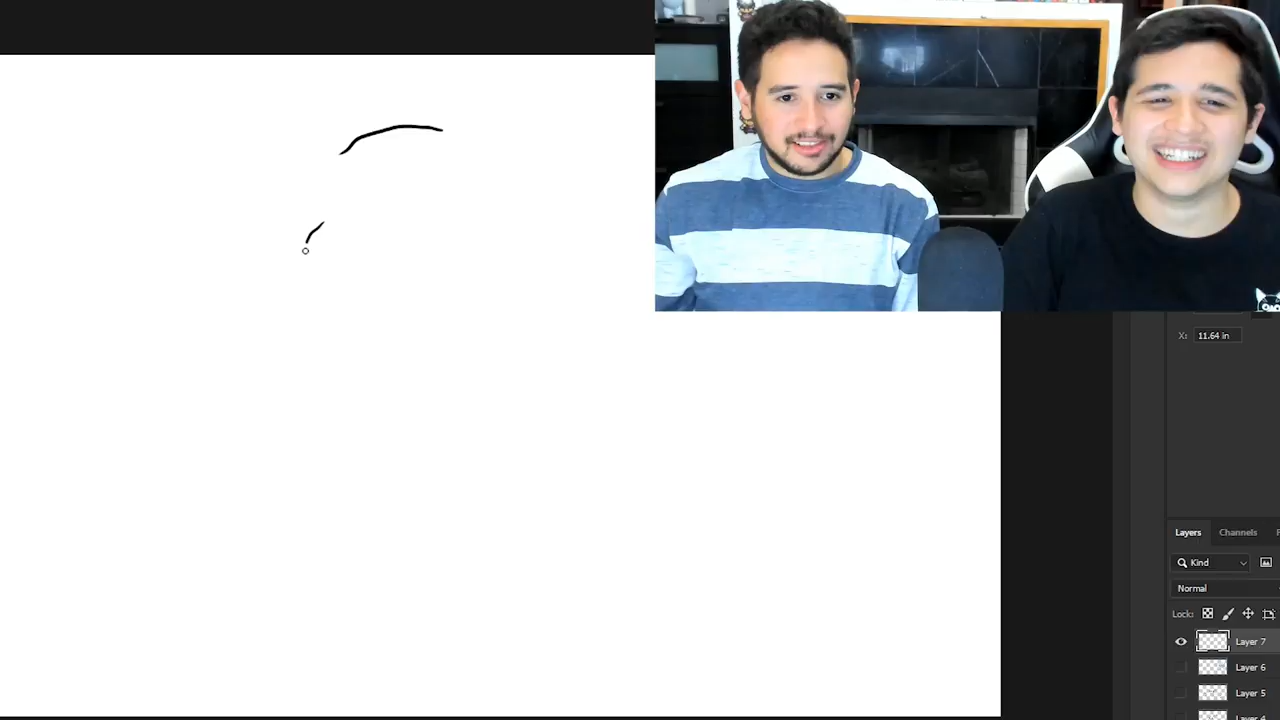 X: 11.64 in
Layers Channels
Kind
Normal
Lock:
Layer 7
Layer 6
Layer 5